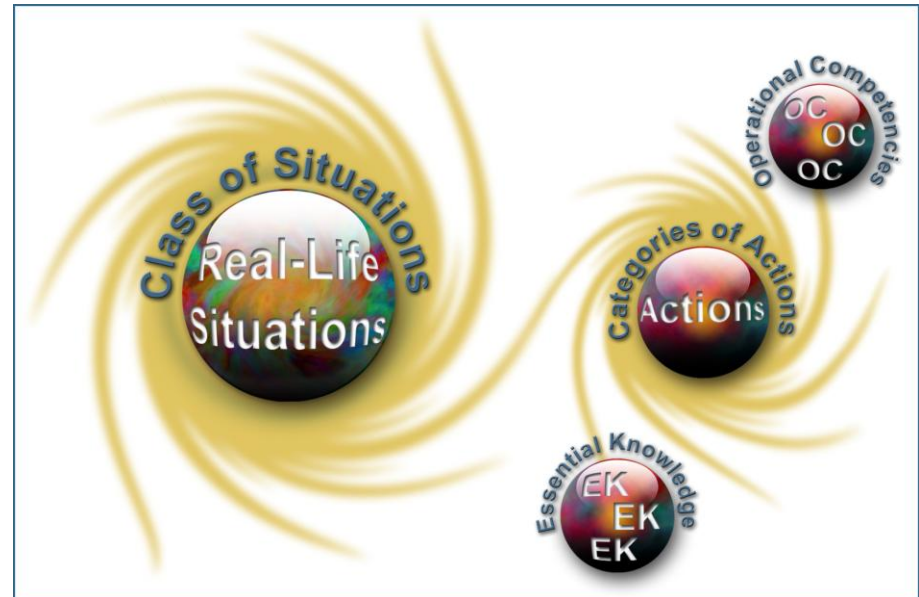 Class of Situations
Real-Life
Situations
Operational Competencies
OC
OC
OC
Categories of Actions
Actions
Essential Knowledge
EK
EK
EK